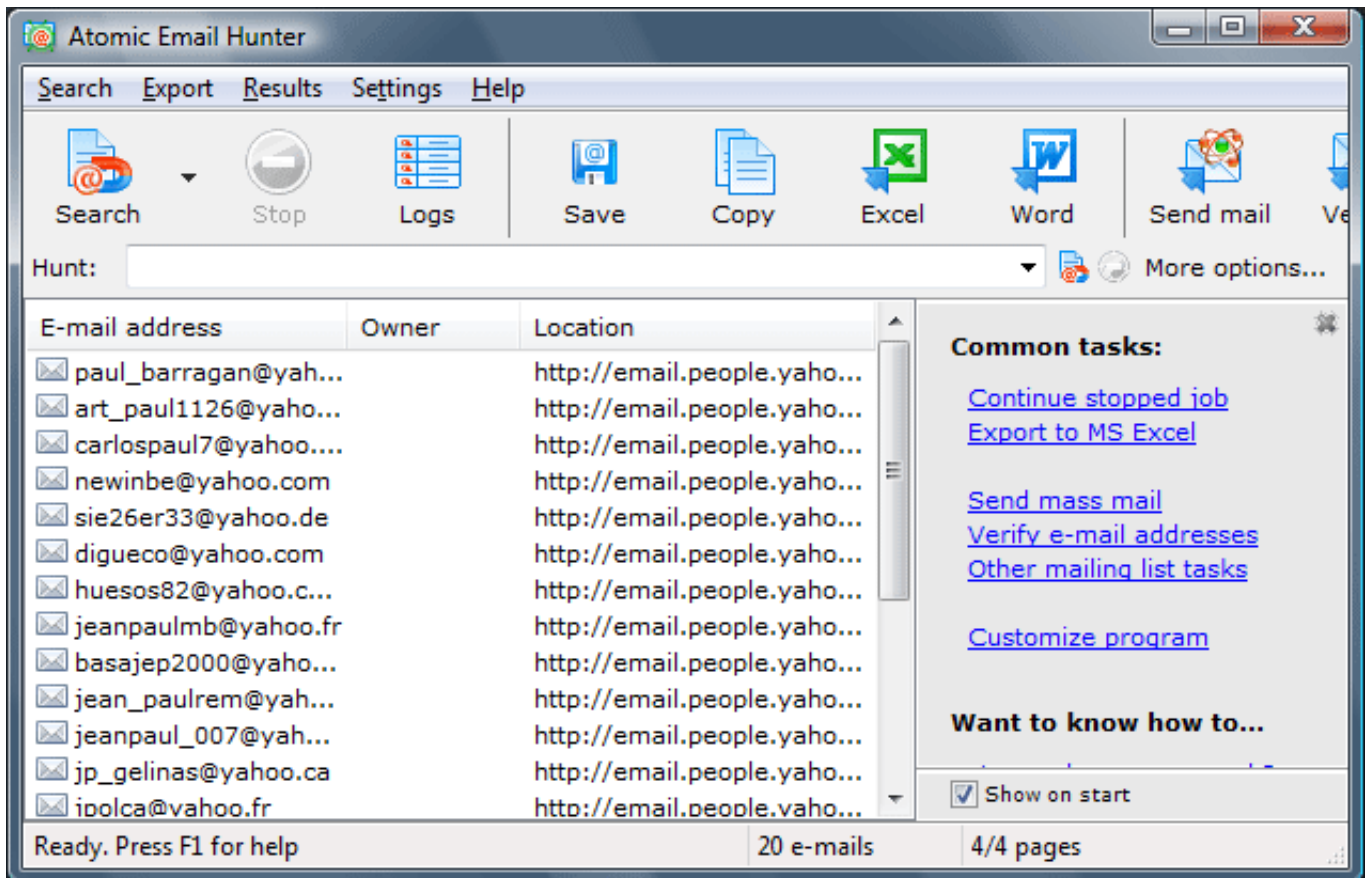 Atomic Email Hunter
Search Export Results Settings Help
Search Stop Logs Save Copy Excel Word Send mail
Hunt: More options...
E-mail address Owner Location
paul_barragan@yah... http://email.people.yaho...
art_paul1126@yaho... http://email.people.yaho...
carlospaul7@yahoo.... http://email.people.yaho...
newinbe@yahoo.com http://email.people.yaho...
sie26er33@yahoo.de http://email.people.yaho...
digueco@yahoo.com http://email.people.yaho...
huesos82@yahoo.c... http://email.people.yaho...
jeanpaulmb@yahoo.fr http://email.people.yaho...
basajep2000@yaho... http://email.people.yaho...
jean_paulrem@yah... http://email.people.yaho...
jeanpaul_007@yah... http://email.people.yaho...
jp_gelinas@yahoo.ca http://email.people.yaho...
jpolca@yahoo.fr http://email.people.yaho...
Common tasks:
Continue stopped job
Export to MS Excel
Send mass mail
Verify e-mail addresses
Other mailing list tasks
Customize program
Want to know how to...
Show on start
Ready. Press F1 for help 20 e-mails 4/4 pages